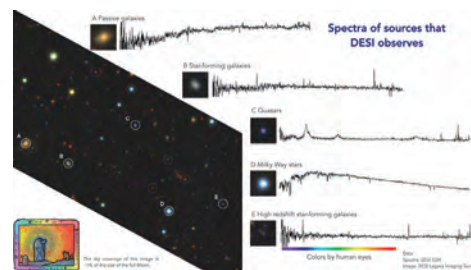 A Passive galaxies
Spectra of sources that
DESI observes
B Star-forming galaxies
C Quasars
C
A
B
D Milky Way stars
E
D
E High redshift star-forming galaxies
Colors by human eyes